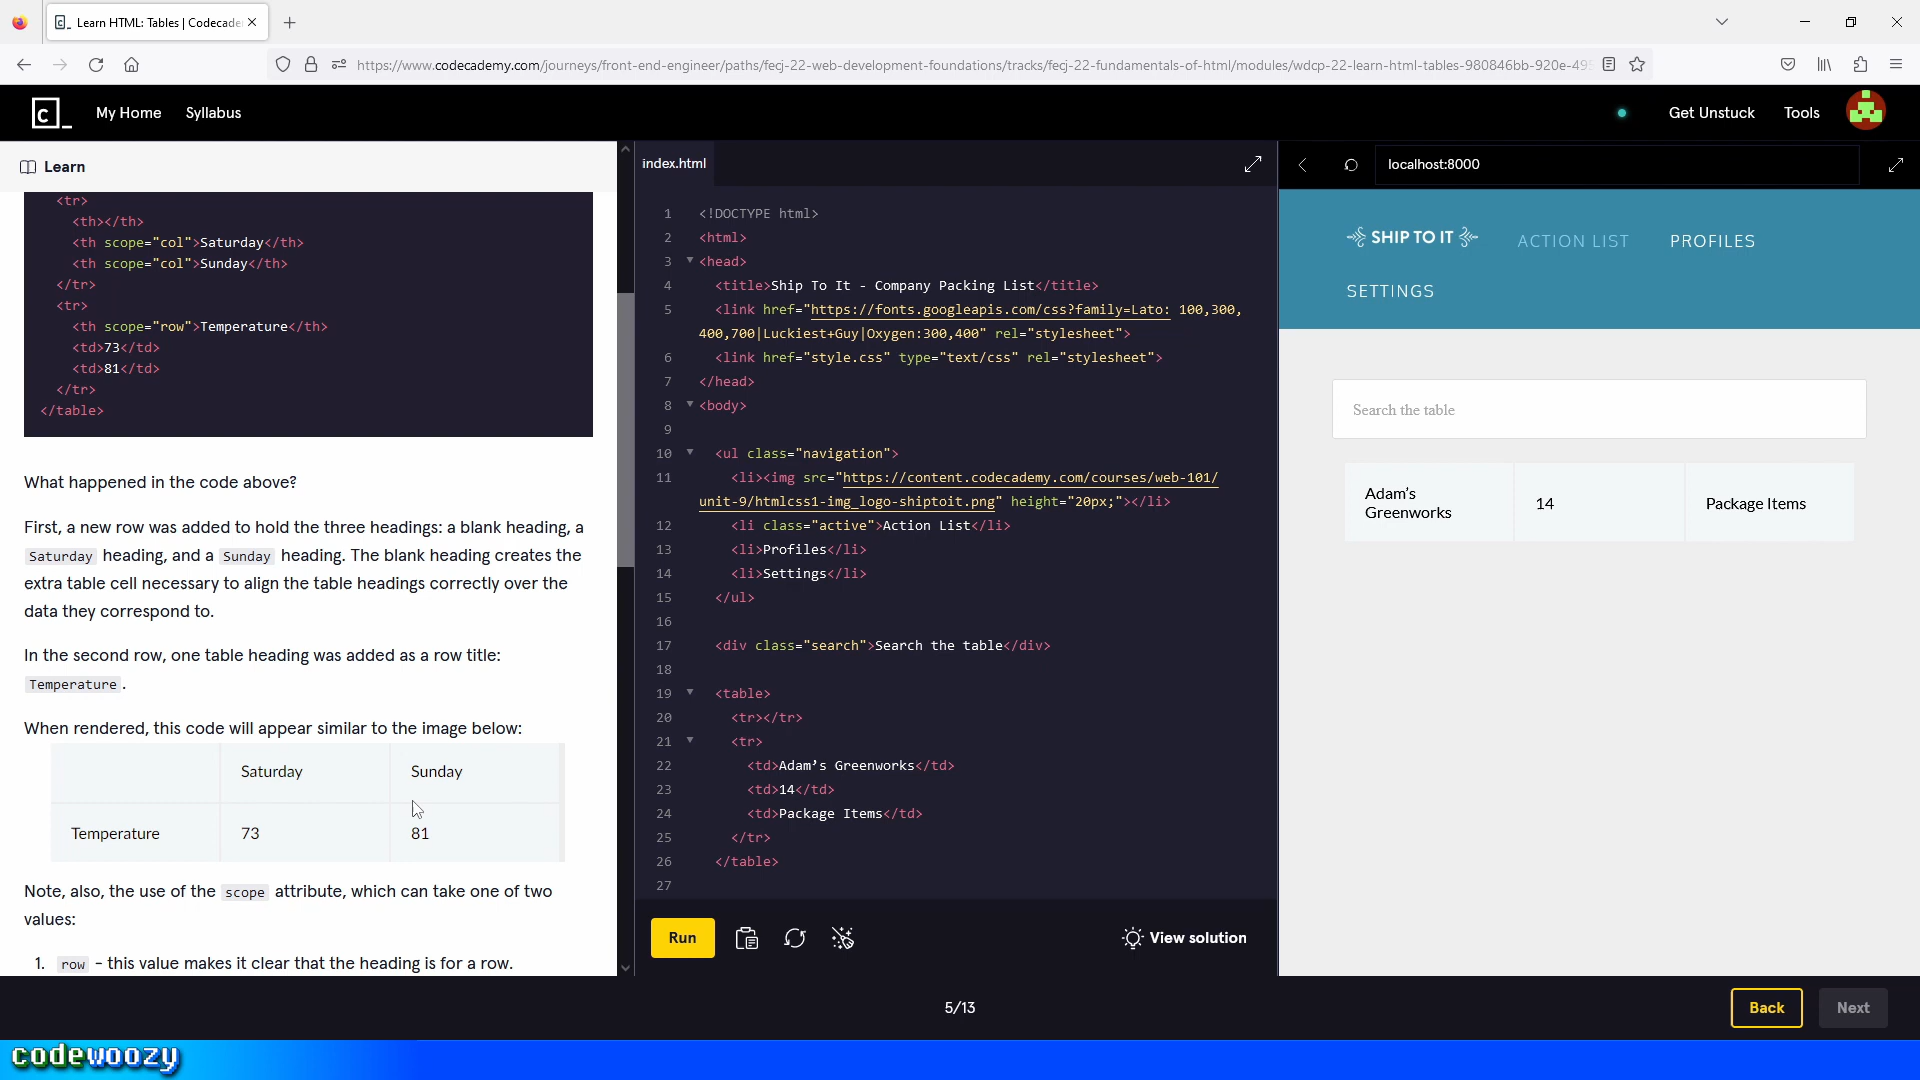 Learn HTML: Tables | Codecade
https://www.codecademy.com/journeys/front-end-engineer/paths/fecj-22-web-development-foundations/tracks/fecj-22-fundamentals-of-html/modules/wdcp-22-learn-html-tables-980846bb-920e-495
My Home
Syllabus
Get Unstuck
Tools
Learn
<tr>
<th></th>
<th scope="col">Saturday</th>
<th scope="col">Sunday</th>
</tr>
<tr>
<th scope="row">Temperature</th>
<td>73</td>
<td>81</td>
</tr>
</table>
What happened in the code above?
First, a new row was added to hold the three headings: a blank heading, a
Saturday heading, and a Sunday heading. The blank heading creates the
extra table cell necessary to align the table headings correctly over the
data they correspond to.
In the second row, one table heading was added as a row title:
Temperature.
When rendered, this code will appear similar to the image below:
Saturday Sunday
Temperature 73 81
Note, also, the use of the scope attribute, which can take one of two
values:
1. row - this value makes it clear that the heading is for a row.
index.html
1 <!DOCTYPE html>
2 <html>
3 <head>
4 <title>Ship To It - Company Packing List</title>
5 <link href="https://fonts.googleapis.com/css?family=Lato: 100,300,
400,700|Luckiest+Guy|Oxygen:300,400" rel="stylesheet">
6 <link href="style.css" type="text/css" rel="stylesheet">
7 </head>
8 <body>
9
10 <ul class="navigation">
11 <li><img src="https://content.codecademy.com/courses/web-101/
unit-9/htmlcss1-img_logo-shiptoit.png" height="20px;"></li>
12 <li class="active">Action List</li>
13 <li>Profiles</li>
14 <li>Settings</li>
15 </ul>
16
17 <div class="search">Search the table</div>
18
19 <table>
20 <tr></tr>
21 <tr>
22 <td>Adam’s Greenworks</td>
23 <td>14</td>
24 <td>Package Items</td>
25 </tr>
26 </table>
27
Run
View solution
localhost:8000
SHIP TO IT
ACTION LIST
PROFILES
SETTINGS
Search the table
Adam’s
Greenworks
14
Package Items
5/13
Back
Next
codewoozy